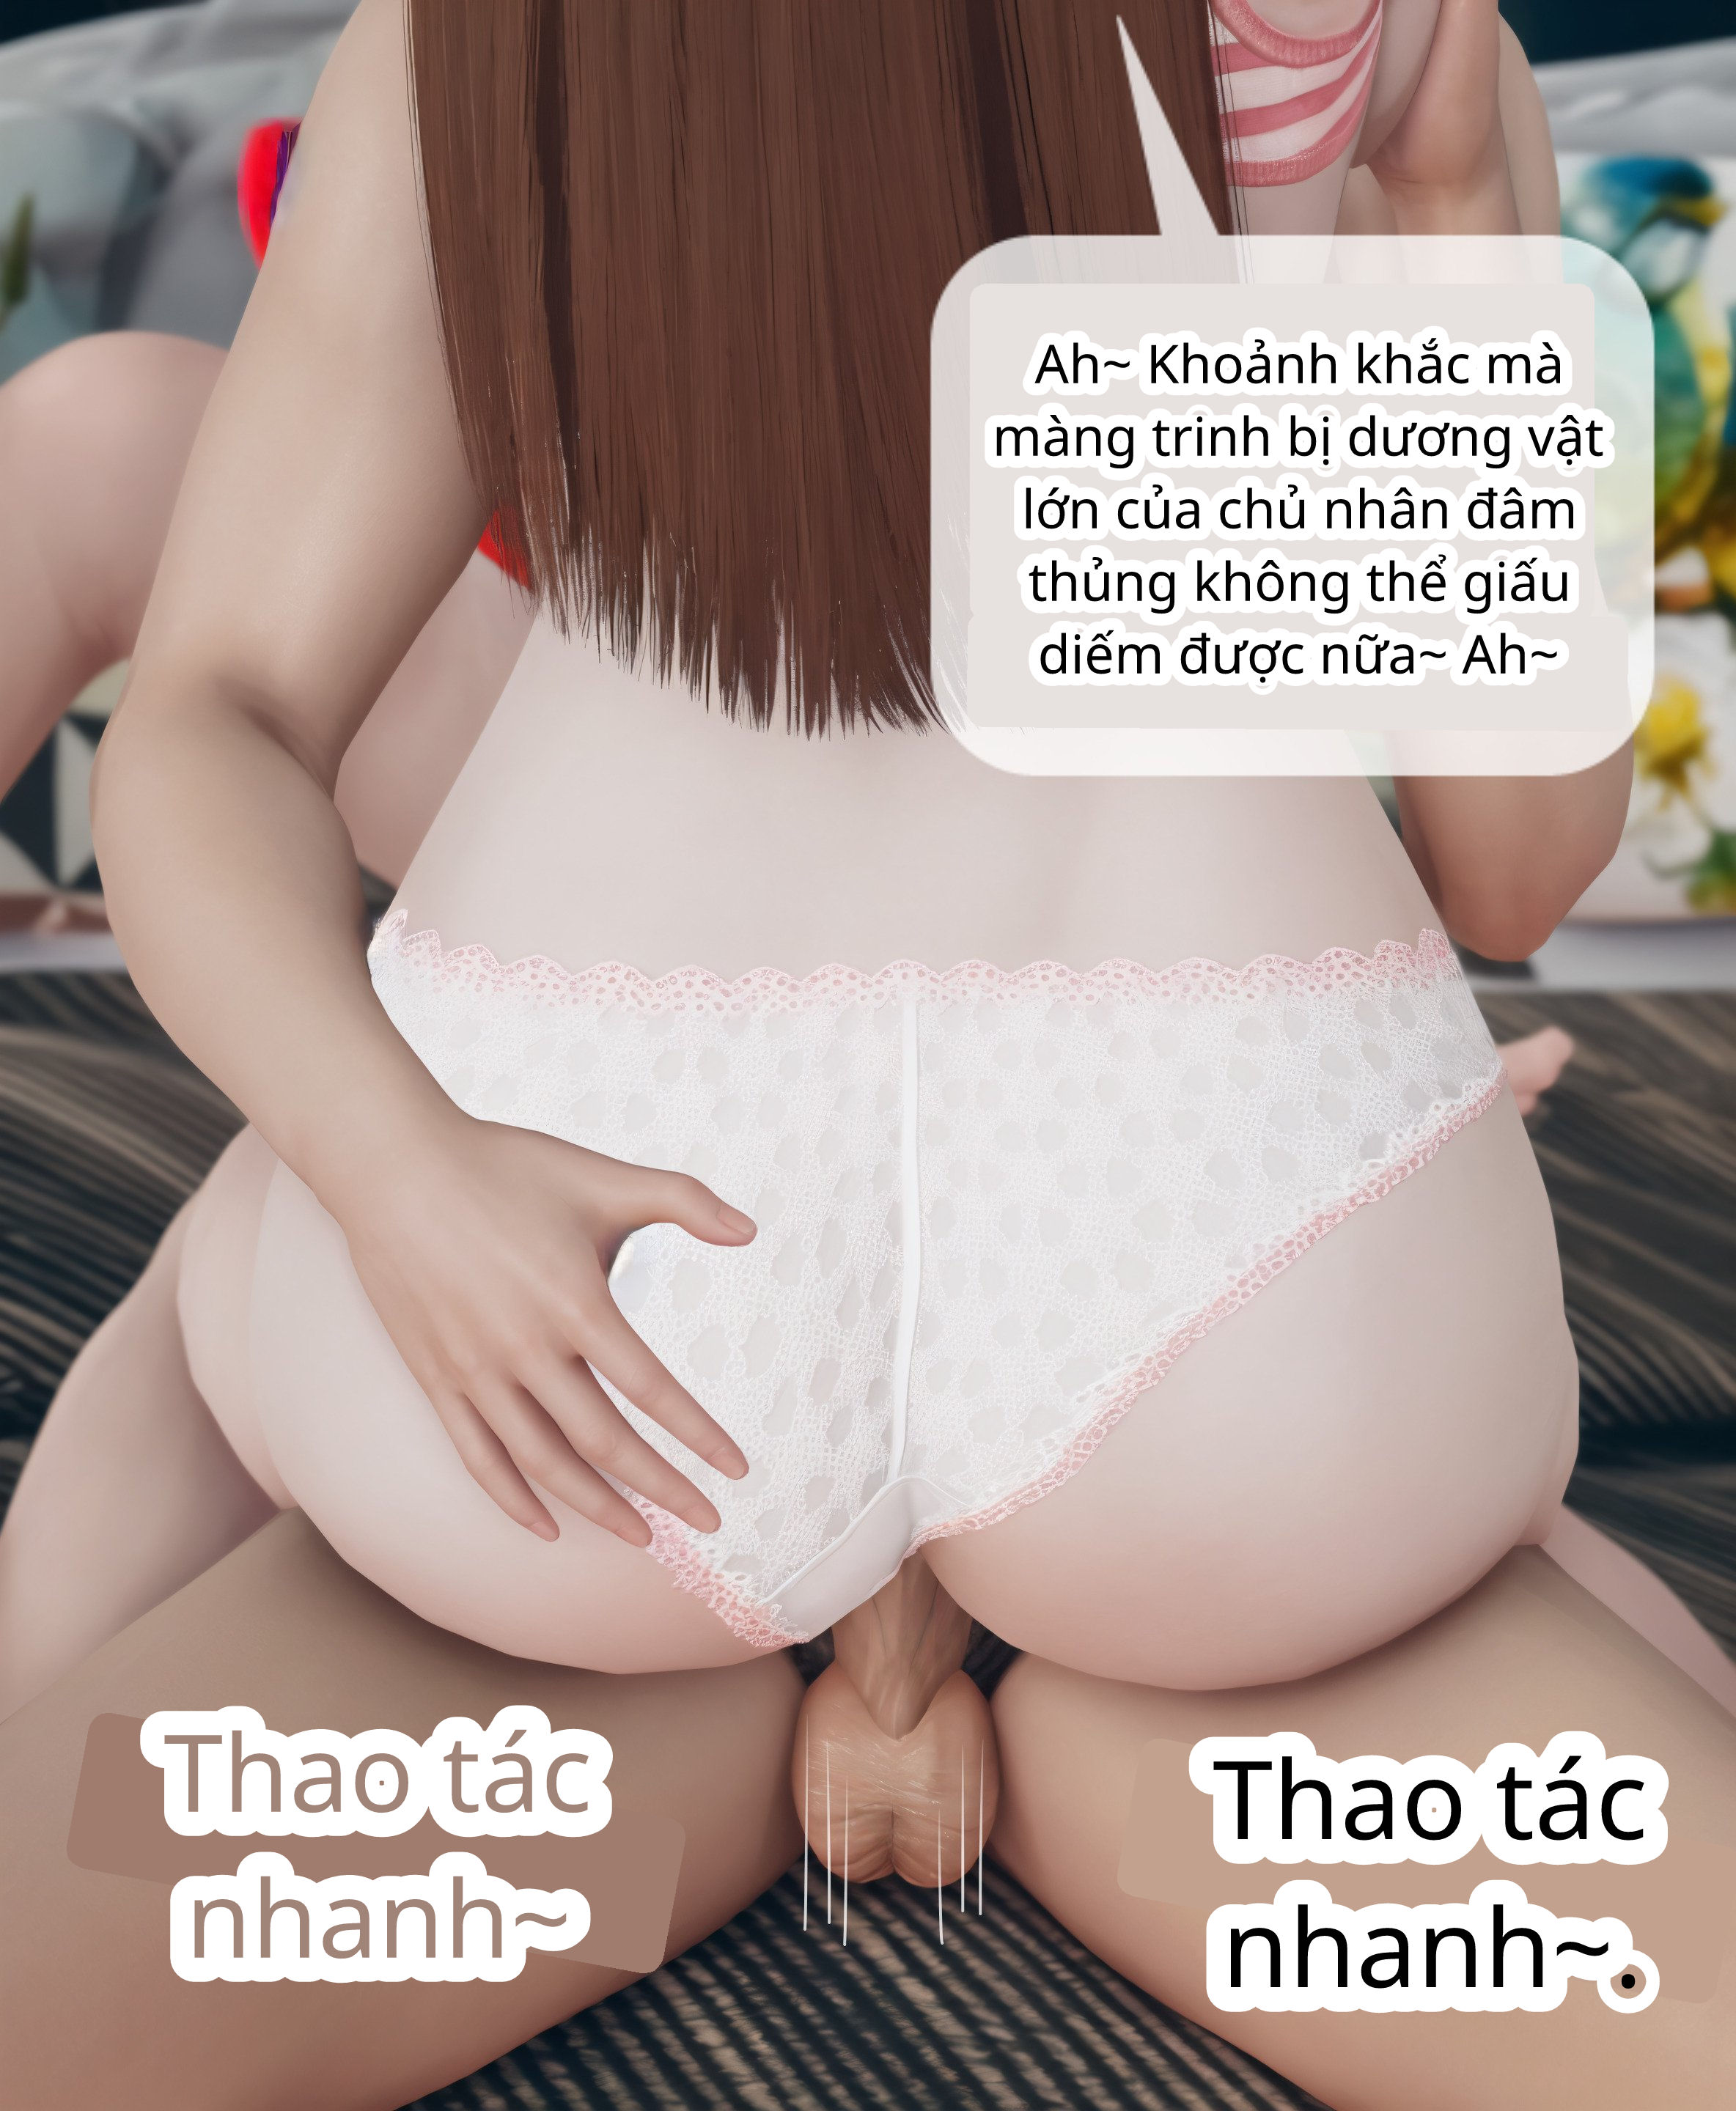 Ah~ Khoảnh khắc mà
màng trinh bị dương vật
lớn của chủ nhân đâm
thủng không thể giấu
diếm được nữa~ Ah~
Thao tác
nhanh~
Thao tác
nhanh~.